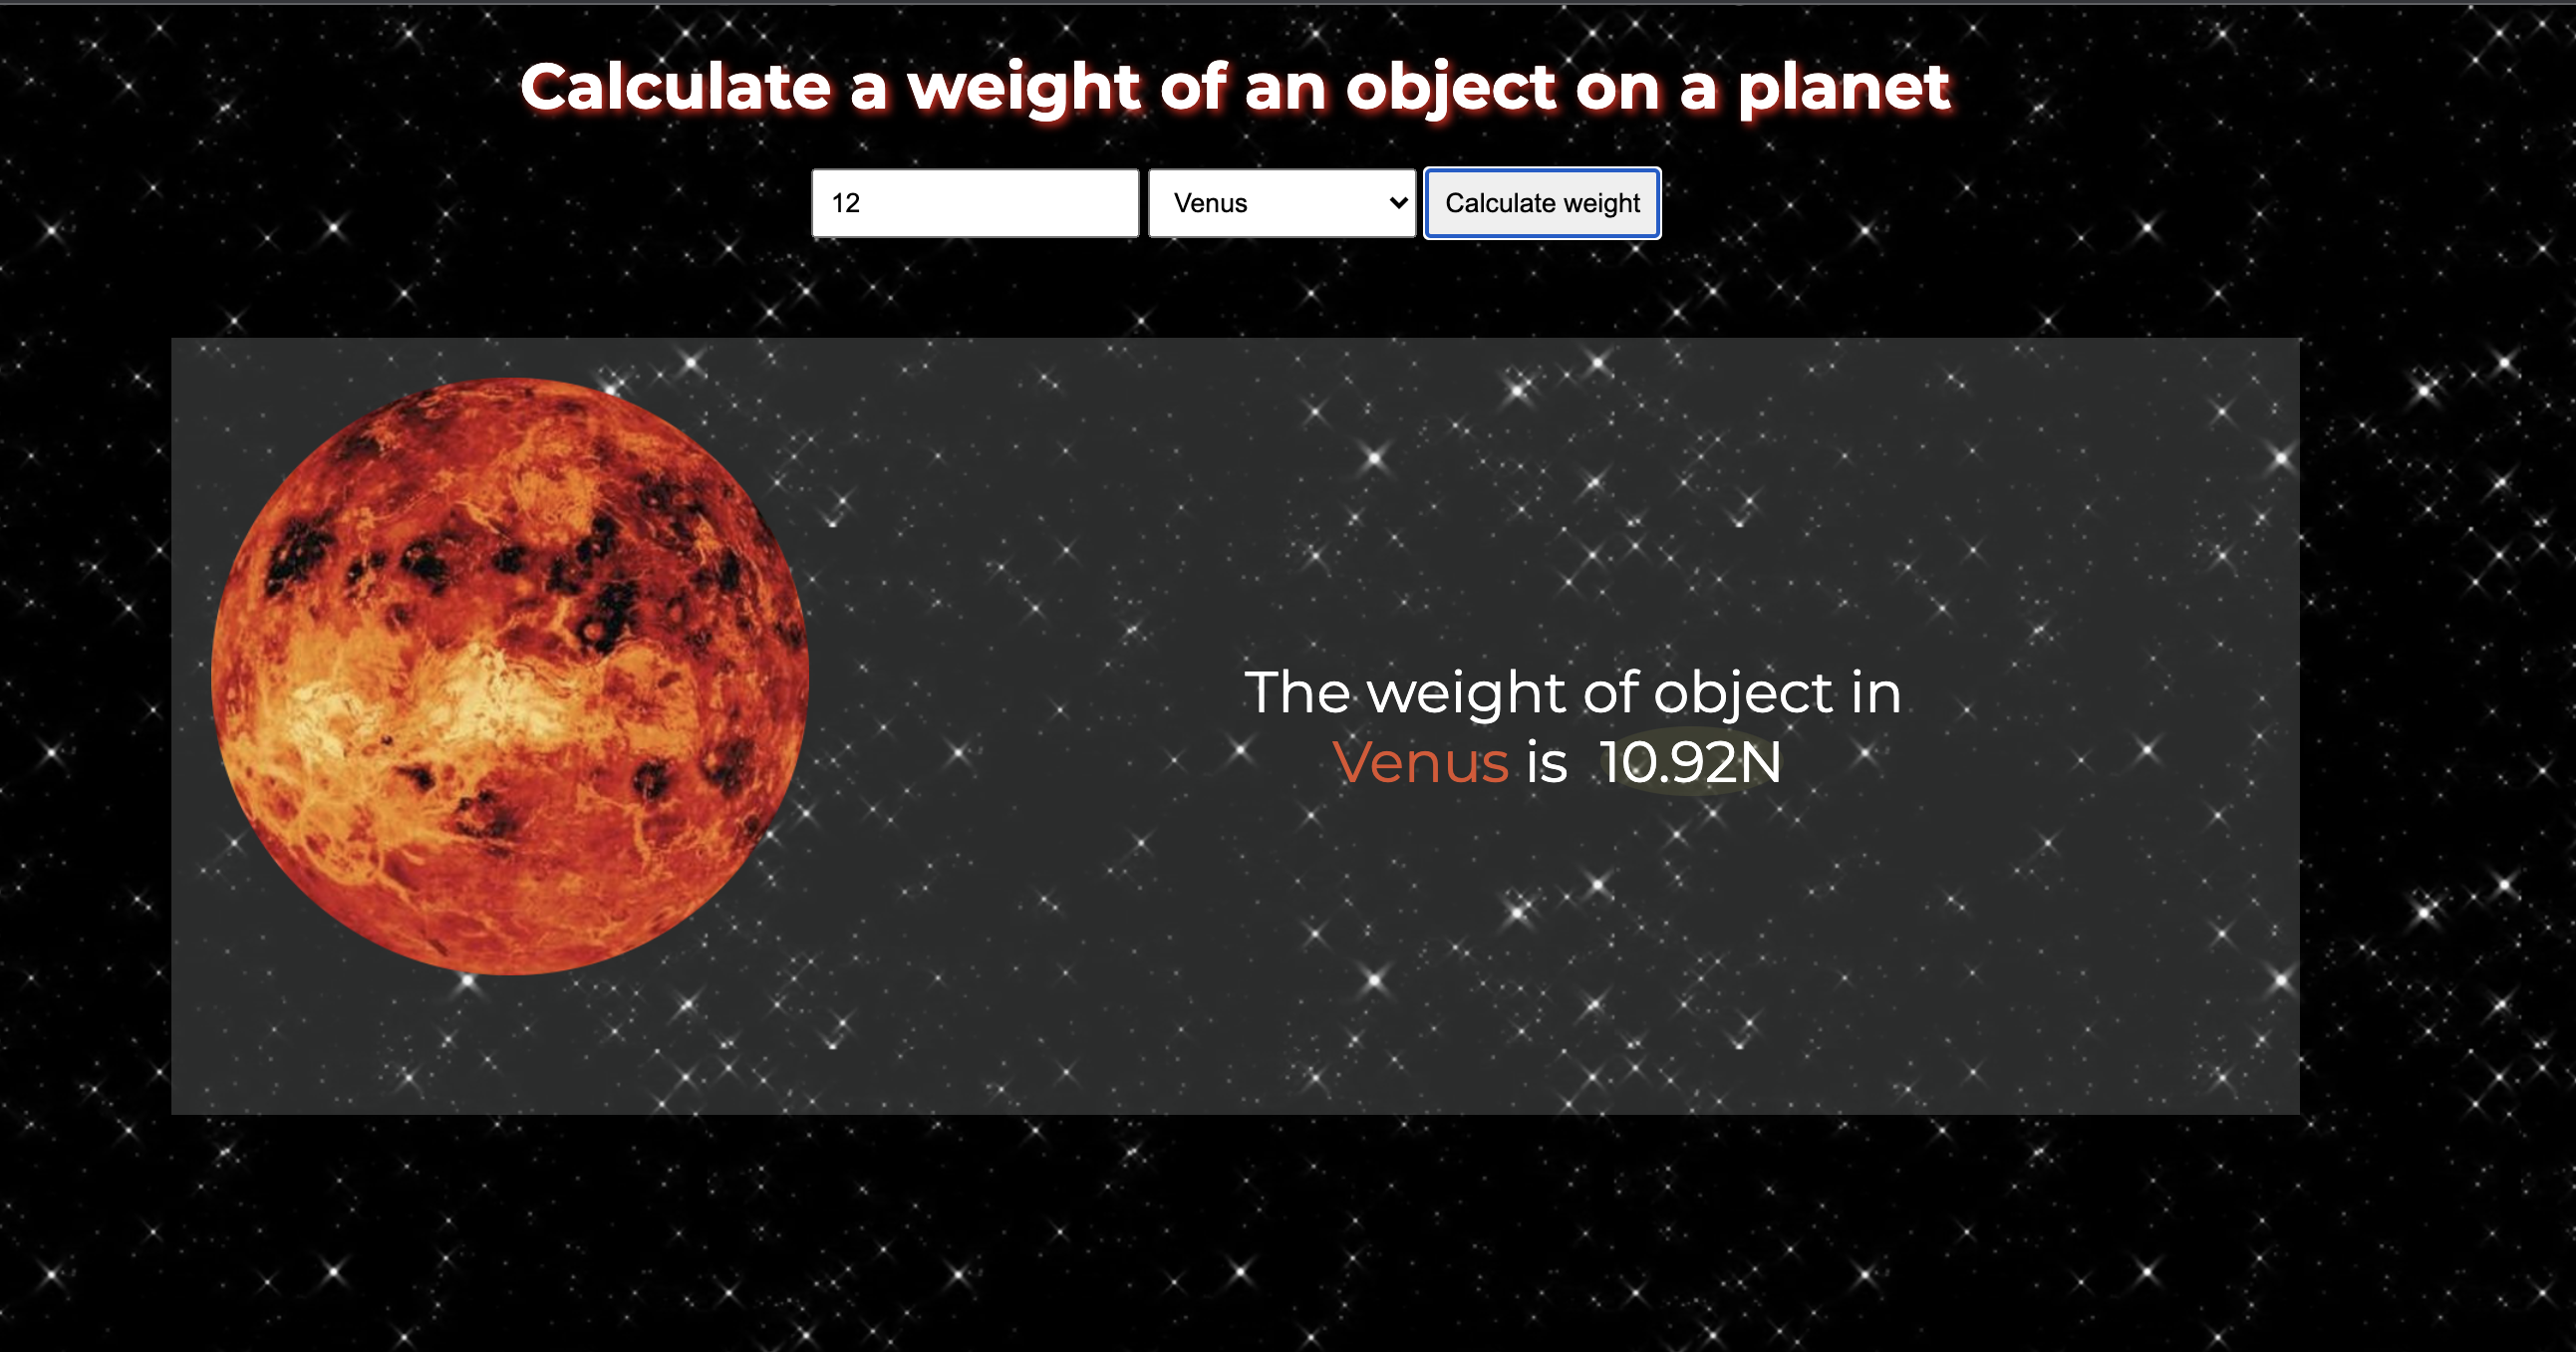 Calculate a weight of an object on a planet
12 Venus Calculate weight
The weight of object in
Venus is 10.92N